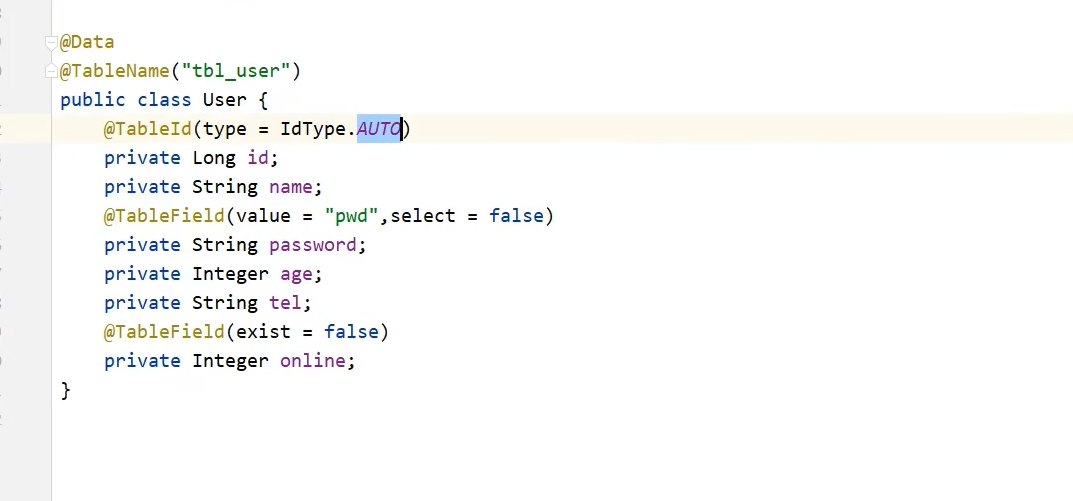 @Data
@TableName("tbl_user")
public class User {
@TableId(type = IdType.AUTO)
private Long id;
private String name;
@TableField(value = "pwd",select = false)
private String password;
private Integer age;
private String tel;
@TableField(exist = false)
private Integer online;
}